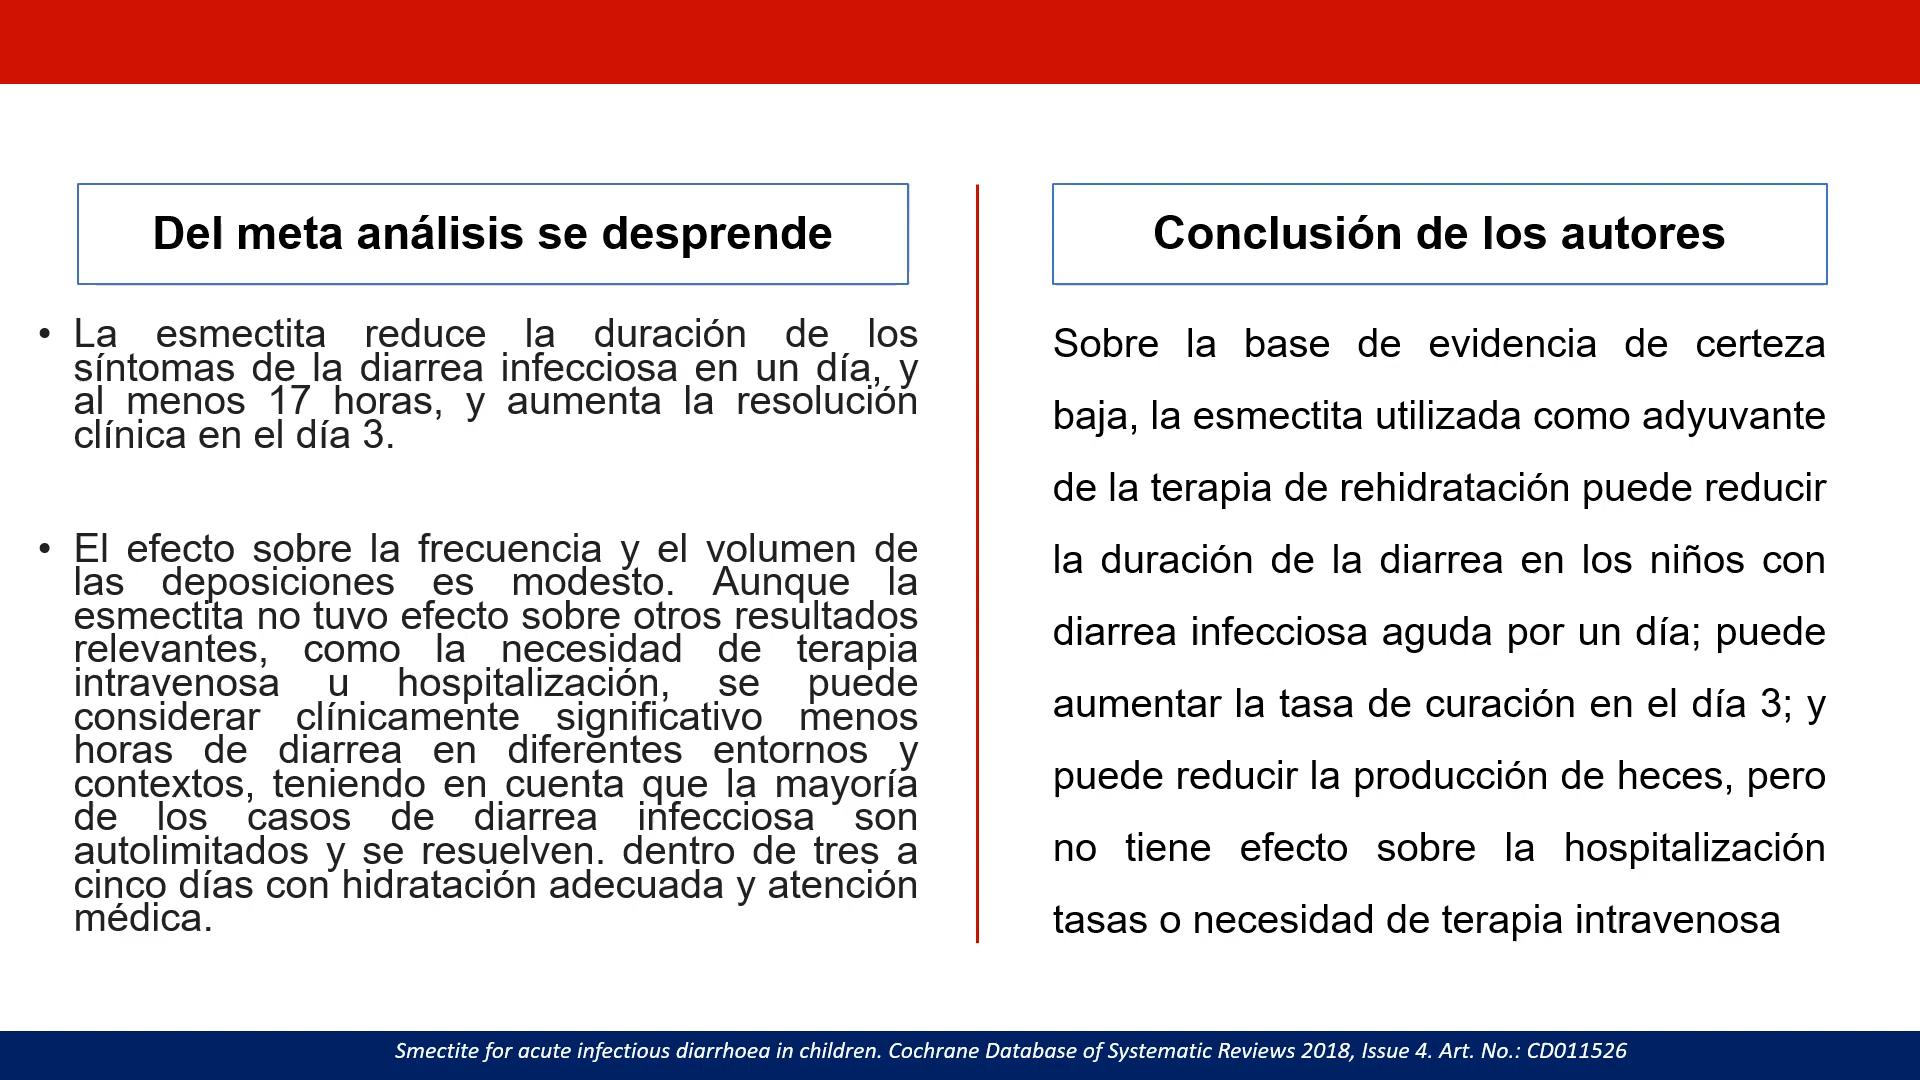 Del meta análisis se desprende
• La esmectita reduce la duración de los
síntomas de la diarrea infecciosa en un día, y
al menos 17 horas, y aumenta la resolución
clínica en el día 3.
• El efecto sobre la frecuencia y el volumen de
las deposiciones es modesto. Aunque la
esmectita no tuvo efecto sobre otros resultados
relevantes, como la necesidad de terapia
intravenosa u hospitalización, se puede
considerar clínicamente significativo menos
horas de diarrea en diferentes entornos y
contextos, teniendo en cuenta que la mayoría
de los casos de diarrea infecciosa son
autolimitados y se resuelven. dentro de tres a
cinco días con hidratación adecuada y atención
médica.
Conclusión de los autores
Sobre la base de evidencia de certeza
baja, la esmectita utilizada como adyuvante
de la terapia de rehidratación puede reducir
la duración de la diarrea en los niños con
diarrea infecciosa aguda por un día; puede
aumentar la tasa de curación en el día 3; y
puede reducir la producción de heces, pero
no tiene efecto sobre la hospitalización
tasas o necesidad de terapia intravenosa
Smectite for acute infectious diarrhoea in children. Cochrane Database of Systematic Reviews 2018, Issue 4. Art. No.: CD011526